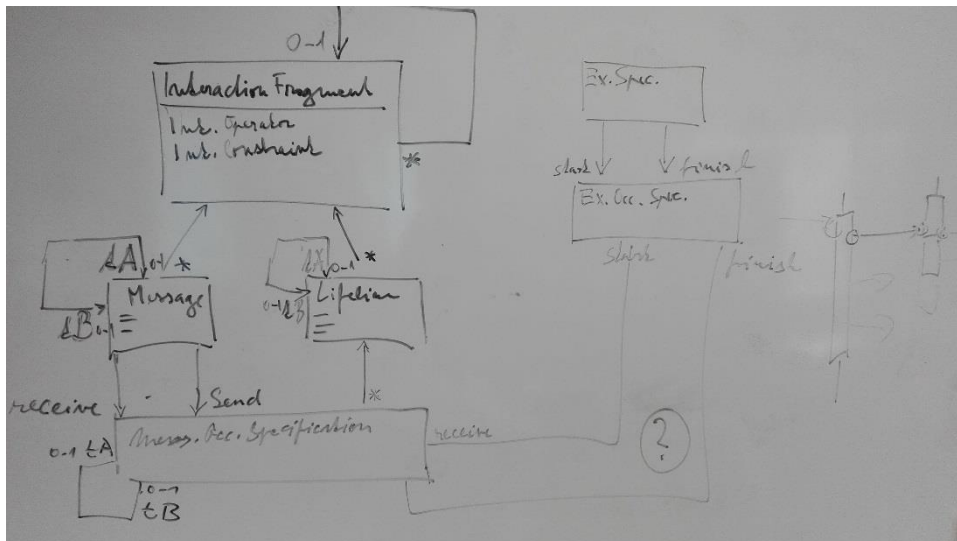 0-1
Interaction Fragment
Int. Operator
Int. Constraint
*
Ex. Spec.
start finish
Ex. Occ. Spec.
start finish
tA 0-1 *
Message
tB 0-1
0-1 *
Lifeline
0-1 tB
receive Send
*
Mess. Occ. Specification
receive
0-1 tA
0-1
tB
?